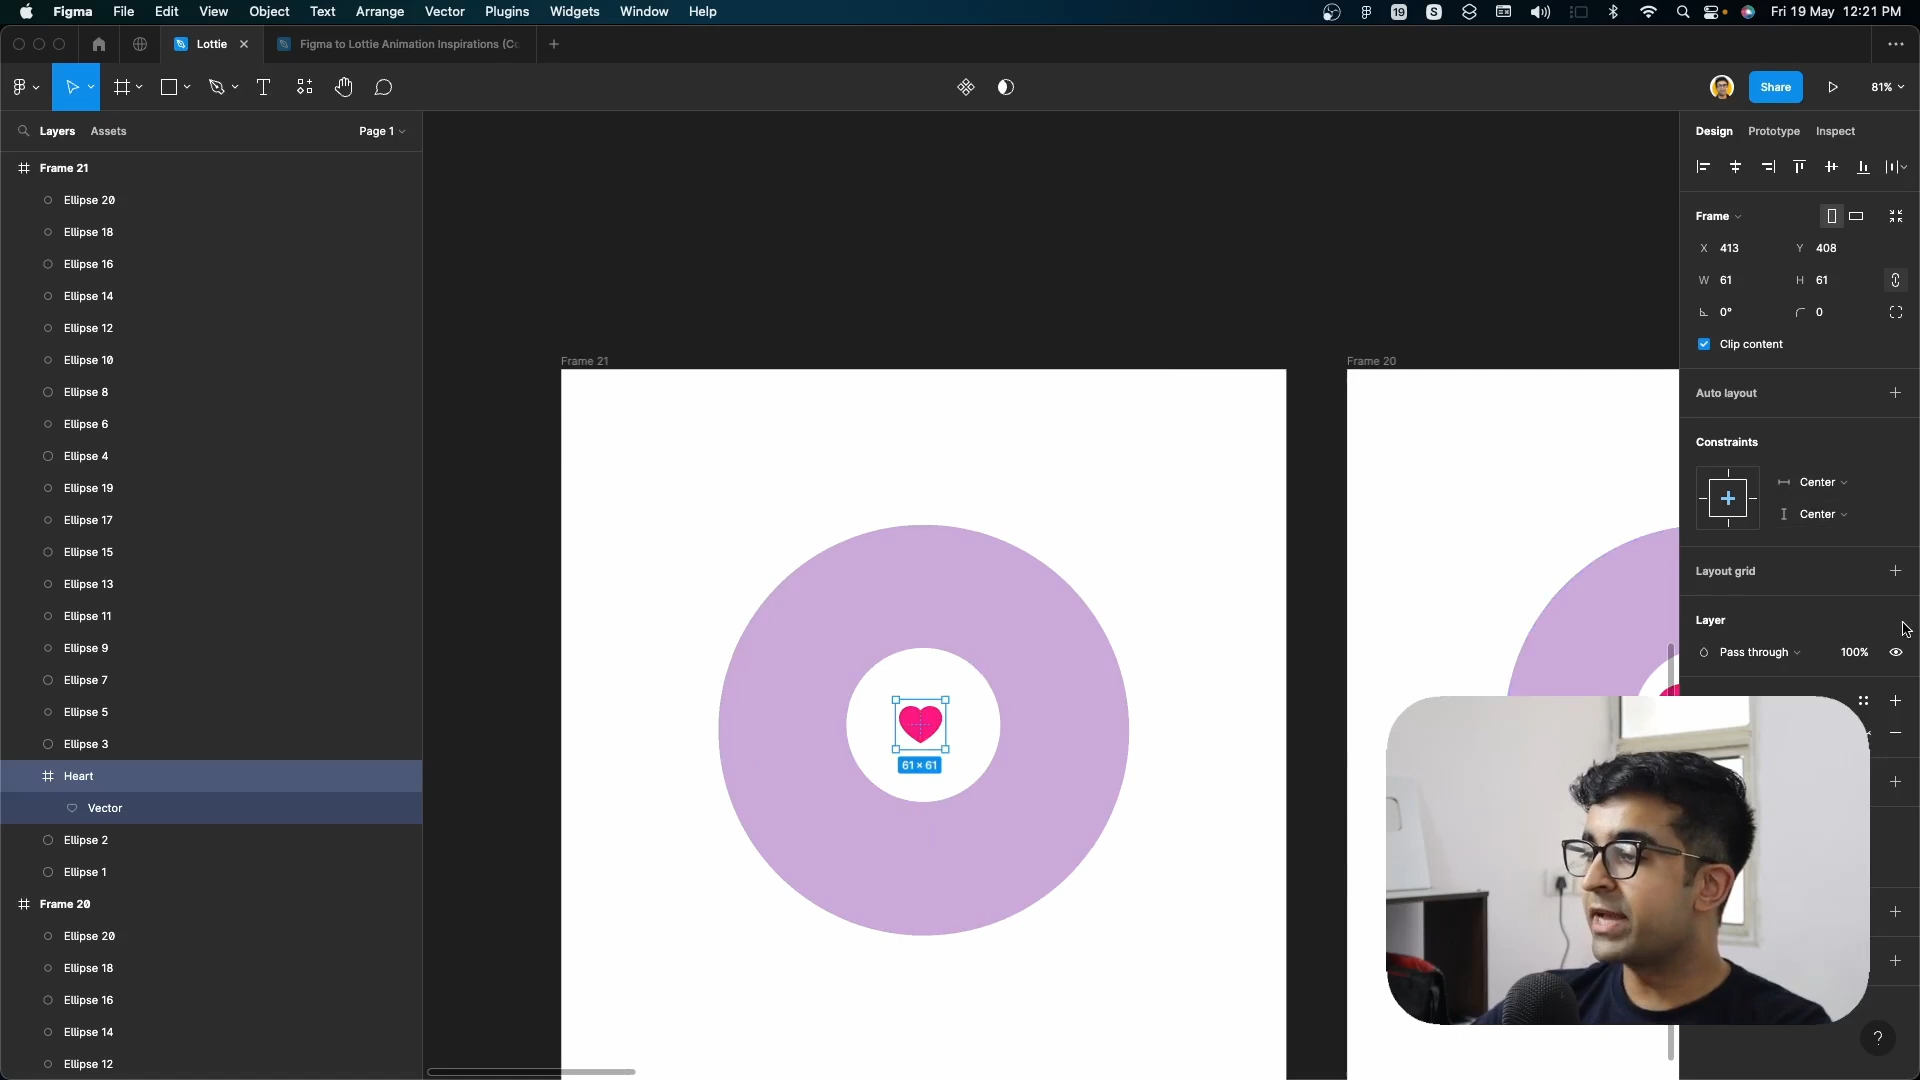 Figma File Edit View Object Text Arrange Vector Plugins Widgets Window Help 19 S Fri 19 May 12:21 PM
Lottie Figma to Lottie Animation Inspirations (Co
Share 81%
Layers Assets Page 1
Design Prototype Inspect
Frame 21
Ellipse 20
Ellipse 18
Ellipse 16
Ellipse 14
Ellipse 12
Ellipse 10
Ellipse 8
Ellipse 6
Ellipse 4
Ellipse 19
Ellipse 17
Ellipse 15
Ellipse 13
Ellipse 11
Ellipse 9
Ellipse 7
Ellipse 5
Ellipse 3
Heart
Vector
Ellipse 2
Ellipse 1
Frame 20
Ellipse 20
Ellipse 18
Ellipse 16
Ellipse 14
Ellipse 12
Frame 21
Frame 20
61 × 61
Frame
X 413 Y 408
W 61 H 61
0° 0
Clip content
Auto layout
Constraints
Center
Center
Layout grid
Layer
Pass through 100%
?